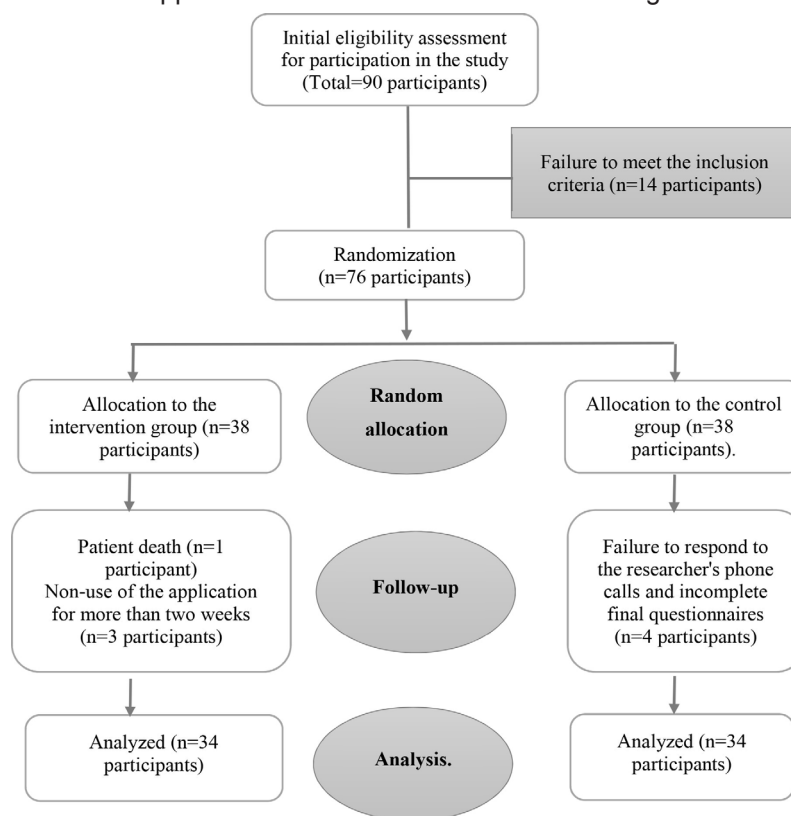 Initial eligibility assessment
for participation in the study
(Total=90 participants)
Failure to meet the inclusion
criteria (n=14 participants)
Randomization
(n=76 participants)
Allocation to the
intervention group (n=38
participants)
Random
allocation
Allocation to the control
group (n=38
participants).
Patient death (n=1
participant)
Non-use of the application
for more than two weeks
(n=3 participants)
Follow-up
Failure to respond to
the researcher's phone
calls and incomplete
final questionnaires
(n=4 participants)
Analyzed (n=34
participants)
Analysis.
Analyzed (n=34
participants)